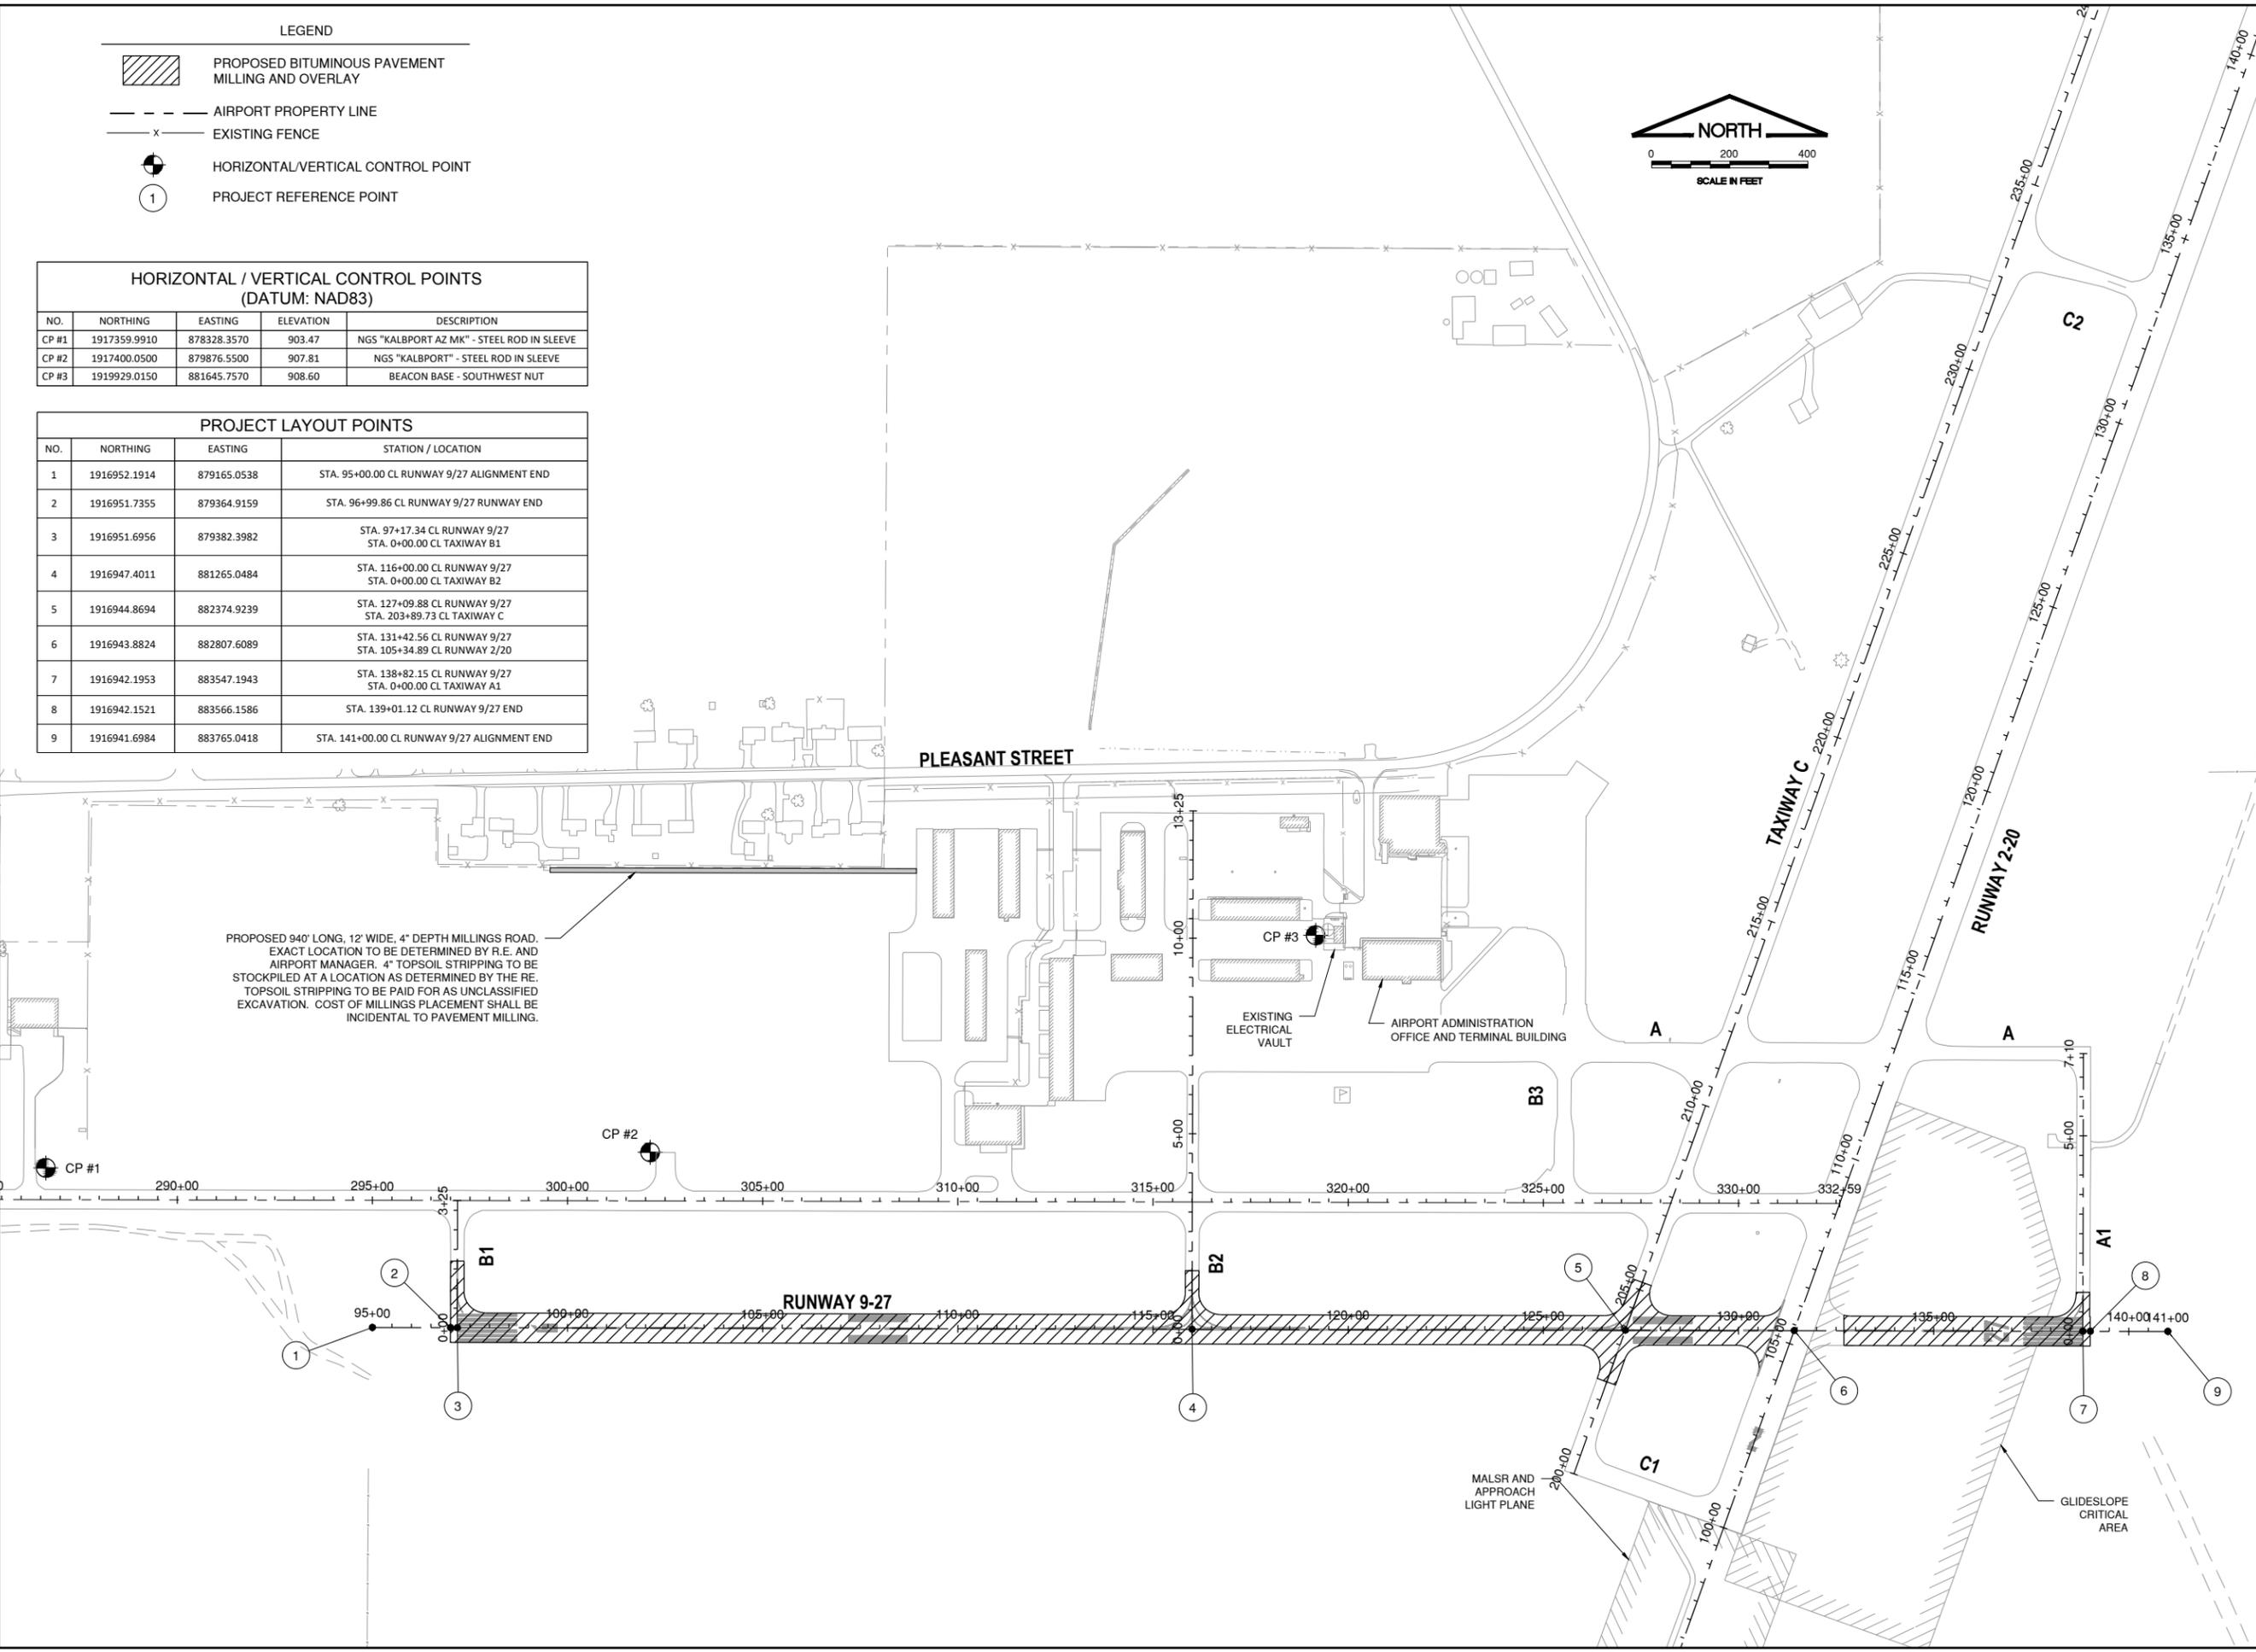 LEGEND
PROPOSED BITUMINOUS PAVEMENT
MILLING AND OVERLAY
AIRPORT PROPERTY LINE
X
EXISTING FENCE
HORIZONTAL/VERTICAL CONTROL POINT
1
PROJECT REFERENCE POINT
NORTH
0 200 400
SCALE IN FEET
HORIZONTAL / VERTICAL CONTROL POINTS
(DATUM: NAD83)
NO. NORTHING EASTING ELEVATION DESCRIPTION
CP #1 1917359.9910 878328.3570 903.47 NGS "KALBPORT AZ MK" - STEEL ROD IN SLEEVE
CP #2 1917400.0500 879876.5500 907.81 NGS "KALBPORT" - STEEL ROD IN SLEEVE
CP #3 1919929.0150 881645.7570 908.60 BEACON BASE - SOUTHWEST NUT
PROJECT LAYOUT POINTS
NO. NORTHING EASTING STATION / LOCATION
1 1916952.1914 879165.0538 STA. 95+00.00 CL RUNWAY 9/27 ALIGNMENT END
2 1916951.7355 879364.9159 STA. 96+99.86 CL RUNWAY 9/27 RUNWAY END
3 1916951.6956 879382.3982 STA. 97+17.34 CL RUNWAY 9/27
STA. 0+00.00 CL TAXIWAY B1
4 1916947.4011 881265.0484 STA. 116+00.00 CL RUNWAY 9/27
STA. 0+00.00 CL TAXIWAY B2
5 1916944.8694 882374.9239 STA. 127+09.88 CL RUNWAY 9/27
STA. 203+89.73 CL TAXIWAY C
6 1916943.8824 882807.6089 STA. 131+42.56 CL RUNWAY 9/27
STA. 105+34.89 CL RUNWAY 2/20
7 1916942.1953 883547.1943 STA. 138+82.15 CL RUNWAY 9/27
STA. 0+00.00 CL TAXIWAY A1
8 1916942.1521 883566.1586 STA. 139+01.12 CL RUNWAY 9/27 END
9 1916941.6984 883765.0418 STA. 141+00.00 CL RUNWAY 9/27 ALIGNMENT END
140+00
235+00
135+00
C2
230+00
130+00
225+00
125+00
220+00
TAXIWAY C
120+00
RUNWAY 2-20
215+00
115+00
PLEASANT STREET
13+25
10+00
CP #3
PROPOSED 940' LONG, 12' WIDE, 4" DEPTH MILLINGS ROAD.
EXACT LOCATION TO BE DETERMINED BY R.E. AND
AIRPORT MANAGER. 4" TOPSOIL STRIPPING TO BE
STOCKPILED AT A LOCATION AS DETERMINED BY THE RE.
TOPSOIL STRIPPING TO BE PAID FOR AS UNCLASSIFIED
EXCAVATION. COST OF MILLINGS PLACEMENT SHALL BE
INCIDENTAL TO PAVEMENT MILLING.
EXISTING
ELECTRICAL
VAULT
AIRPORT ADMINISTRATION
OFFICE AND TERMINAL BUILDING
A
A
7+10
B3
210+00
110+00
5+00
5+00
CP #2
CP #1
290+00 295+00 300+00 305+00 310+00 315+00 320+00 325+00 330+00 332+59
3+25
B1
B2
A1
2
5
8
205+00
RUNWAY 9-27
95+00 100+00 105+00 110+00 115+00 120+00 125+00 130+00 135+00 140+00 141+00
0+00
0+00
0+00
105+00
27
1
3
4
6
7
9
2
C1
200+00
100+00
MALSR AND
APPROACH
LIGHT PLANE
GLIDESLOPE
CRITICAL
AREA